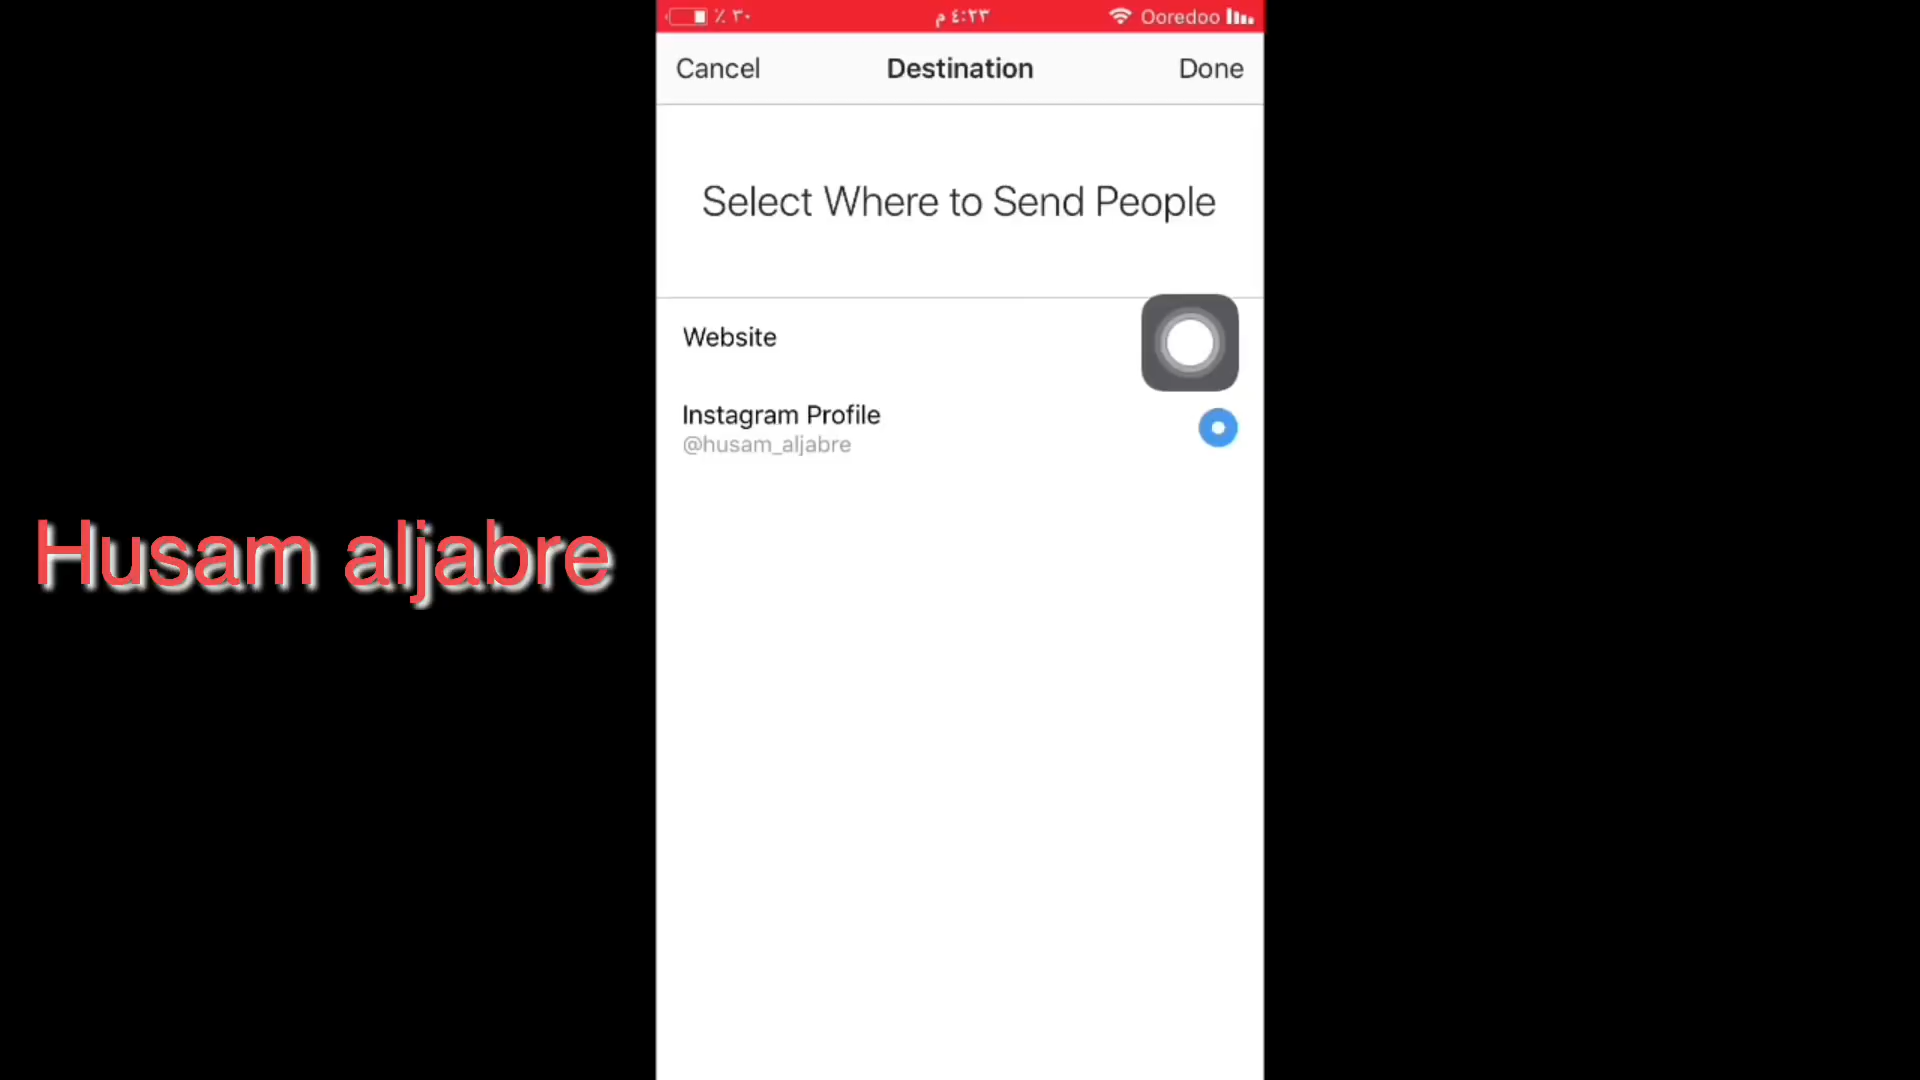 ٪ ٣٠
٤:٢٣ م
Ooredoo
Cancel
Destination
Done
Select Where to Send People
Website
Instagram Profile
@husam_aljabre
Husam aljabre